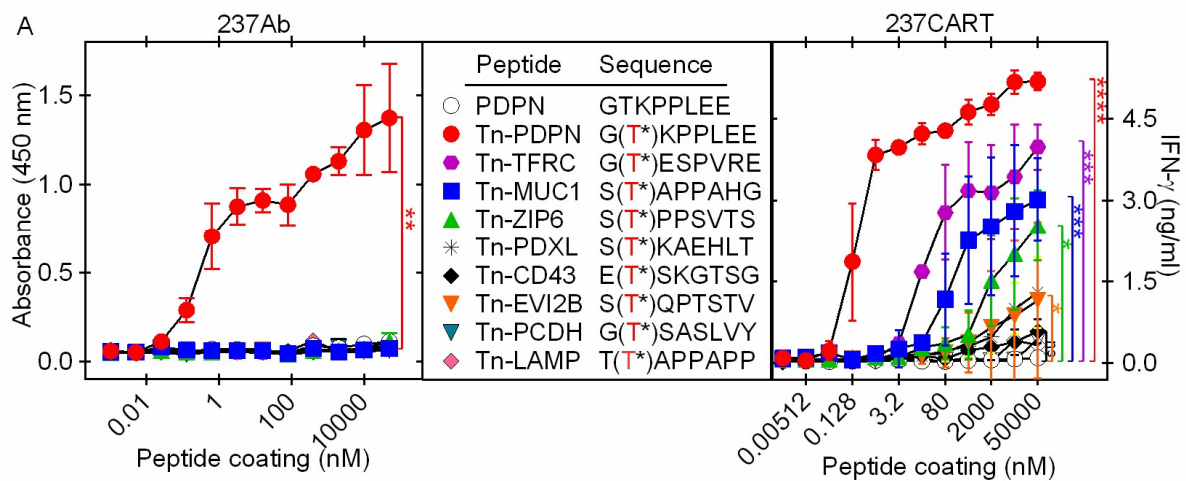 A
237Ab
237CART
Absorbance (450 nm)
1.5
1.0
0.5
0.0
0.01
1
100
10000
Peptide coating (nM)
**
Peptide Sequence
PDPN GTKPPLEE
Tn-PDPN G(T*)KPPLEE
Tn-TFRC G(T*)ESPVRE
Tn-MUC1 S(T*)APPAHG
Tn-ZIP6 S(T*)PPSVTS
Tn-PDXL S(T*)KAEHLT
Tn-CD43 E(T*)SKGTSG
Tn-EVI2B S(T*)QPTSTV
Tn-PCDH G(T*)SASLVY
Tn-LAMP T(T*)APPAPP
IFN-γ (ng/ml)
4.5
3.0
1.5
0.0
0.00512
0.128
3.2
80
2000
50000
Peptide coating (nM)
*
*
***
***